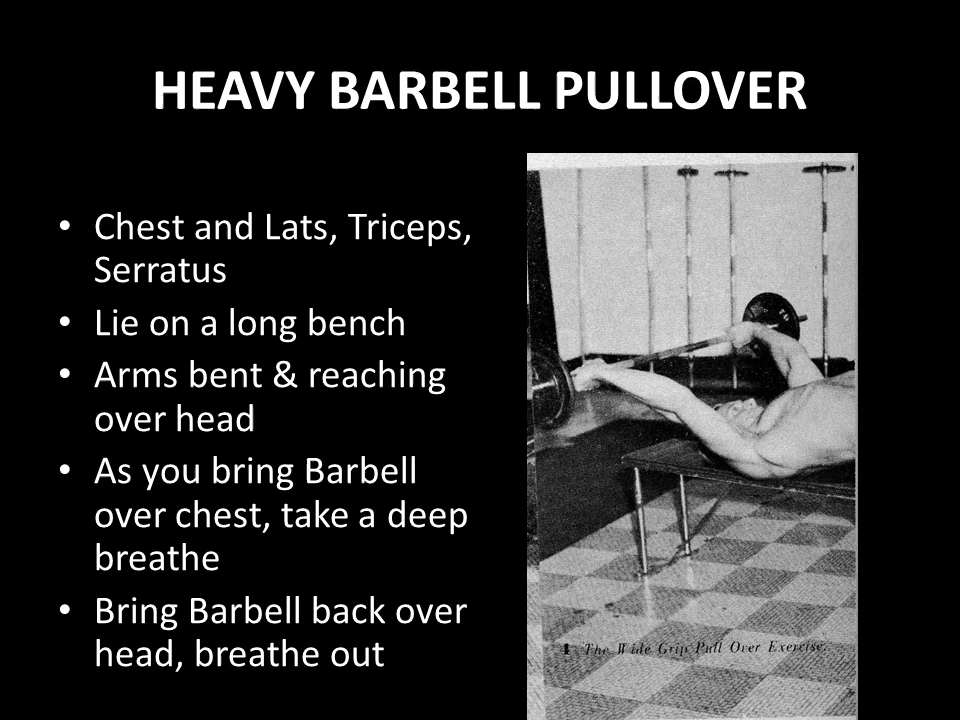 HEAVY BARBELL PULLOVER
• Chest and Lats, Triceps,
Serratus
• Lie on a long bench
• Arms bent & reaching
over head
• As you bring Barbell
over chest, take a deep
breathe
• Bring Barbell back over
head, breathe out
4 The Wide Grip Pull Over Exercise.